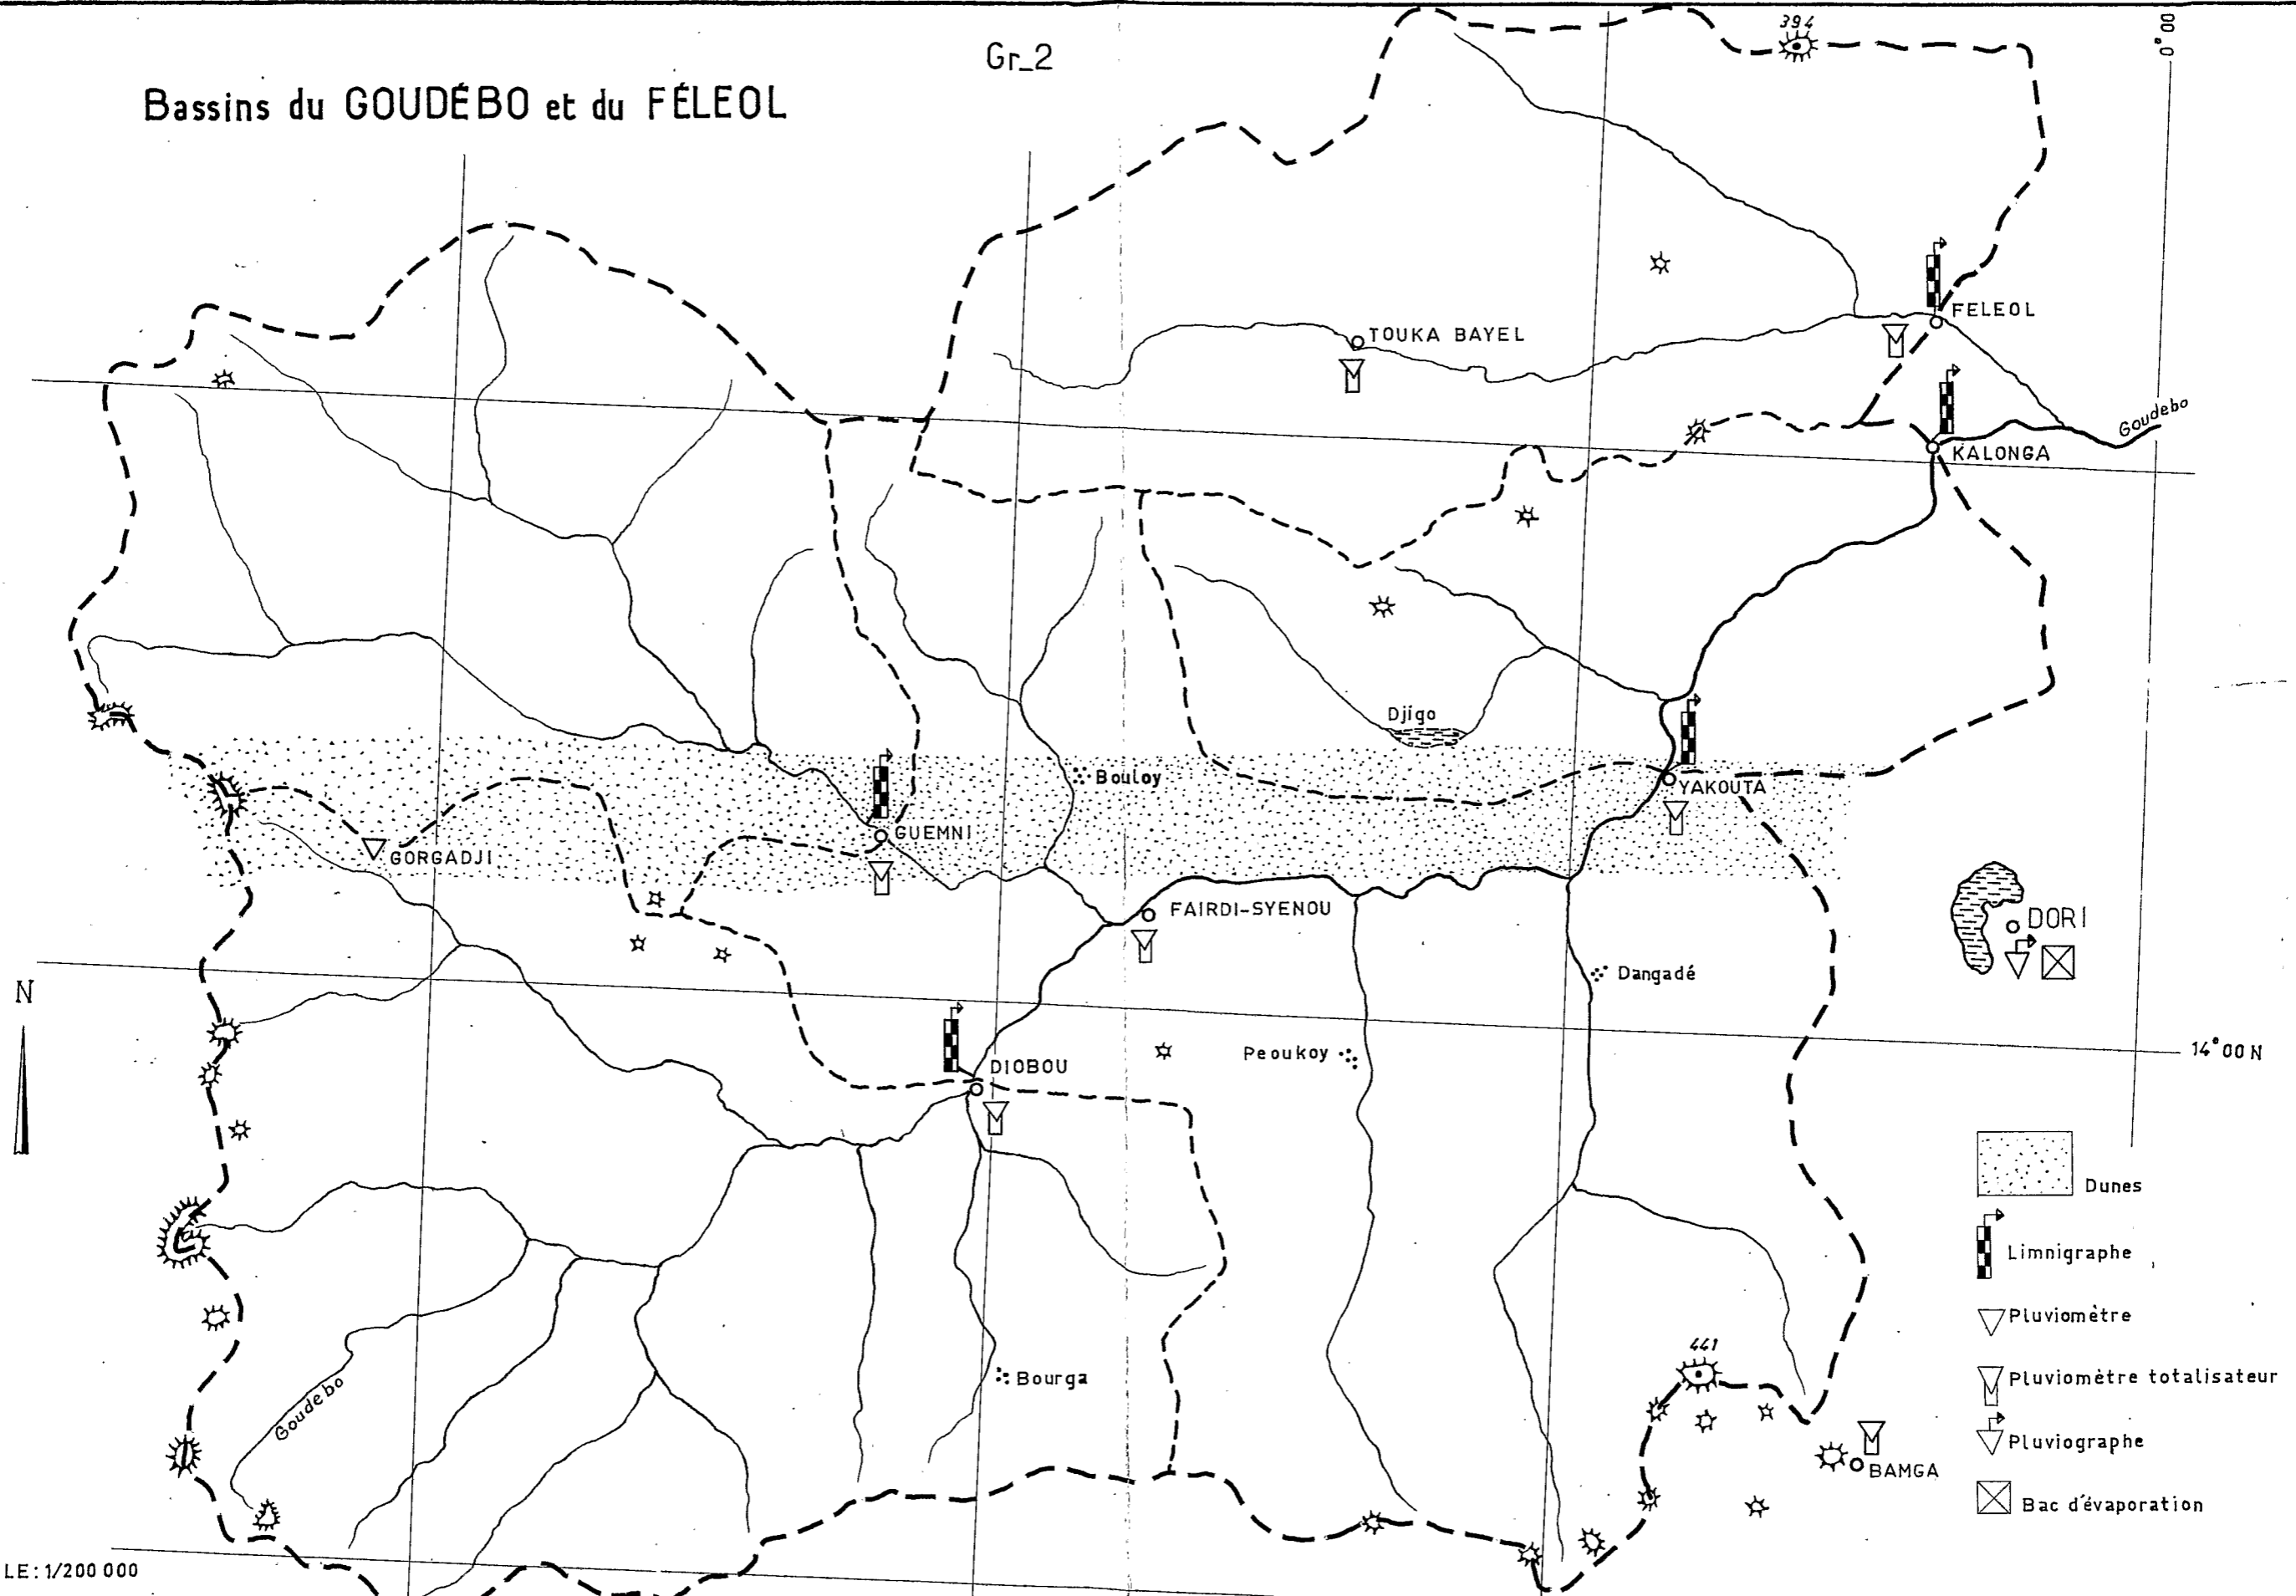 Gr_2
394
0° 00
Bassins du GOUDÉBO et du FÉLEOL
FELEOL
TOUKA BAYEL
Goudebo
KALONGA
Djigo
Bouloy
YAKOUTA
GUEMNI
GORGADJI
FAIRDI-SYENOU
DORI
Dangadé
N
Peoukoy
14° 00 N
DIOBOU
Dunes
Limnigraphe
Pluviomètre
441
Pluviomètre totalisateur
Bourga
Goudebo
Pluviographe
BAMGA
Bac d'évaporation
LE: 1/200 000